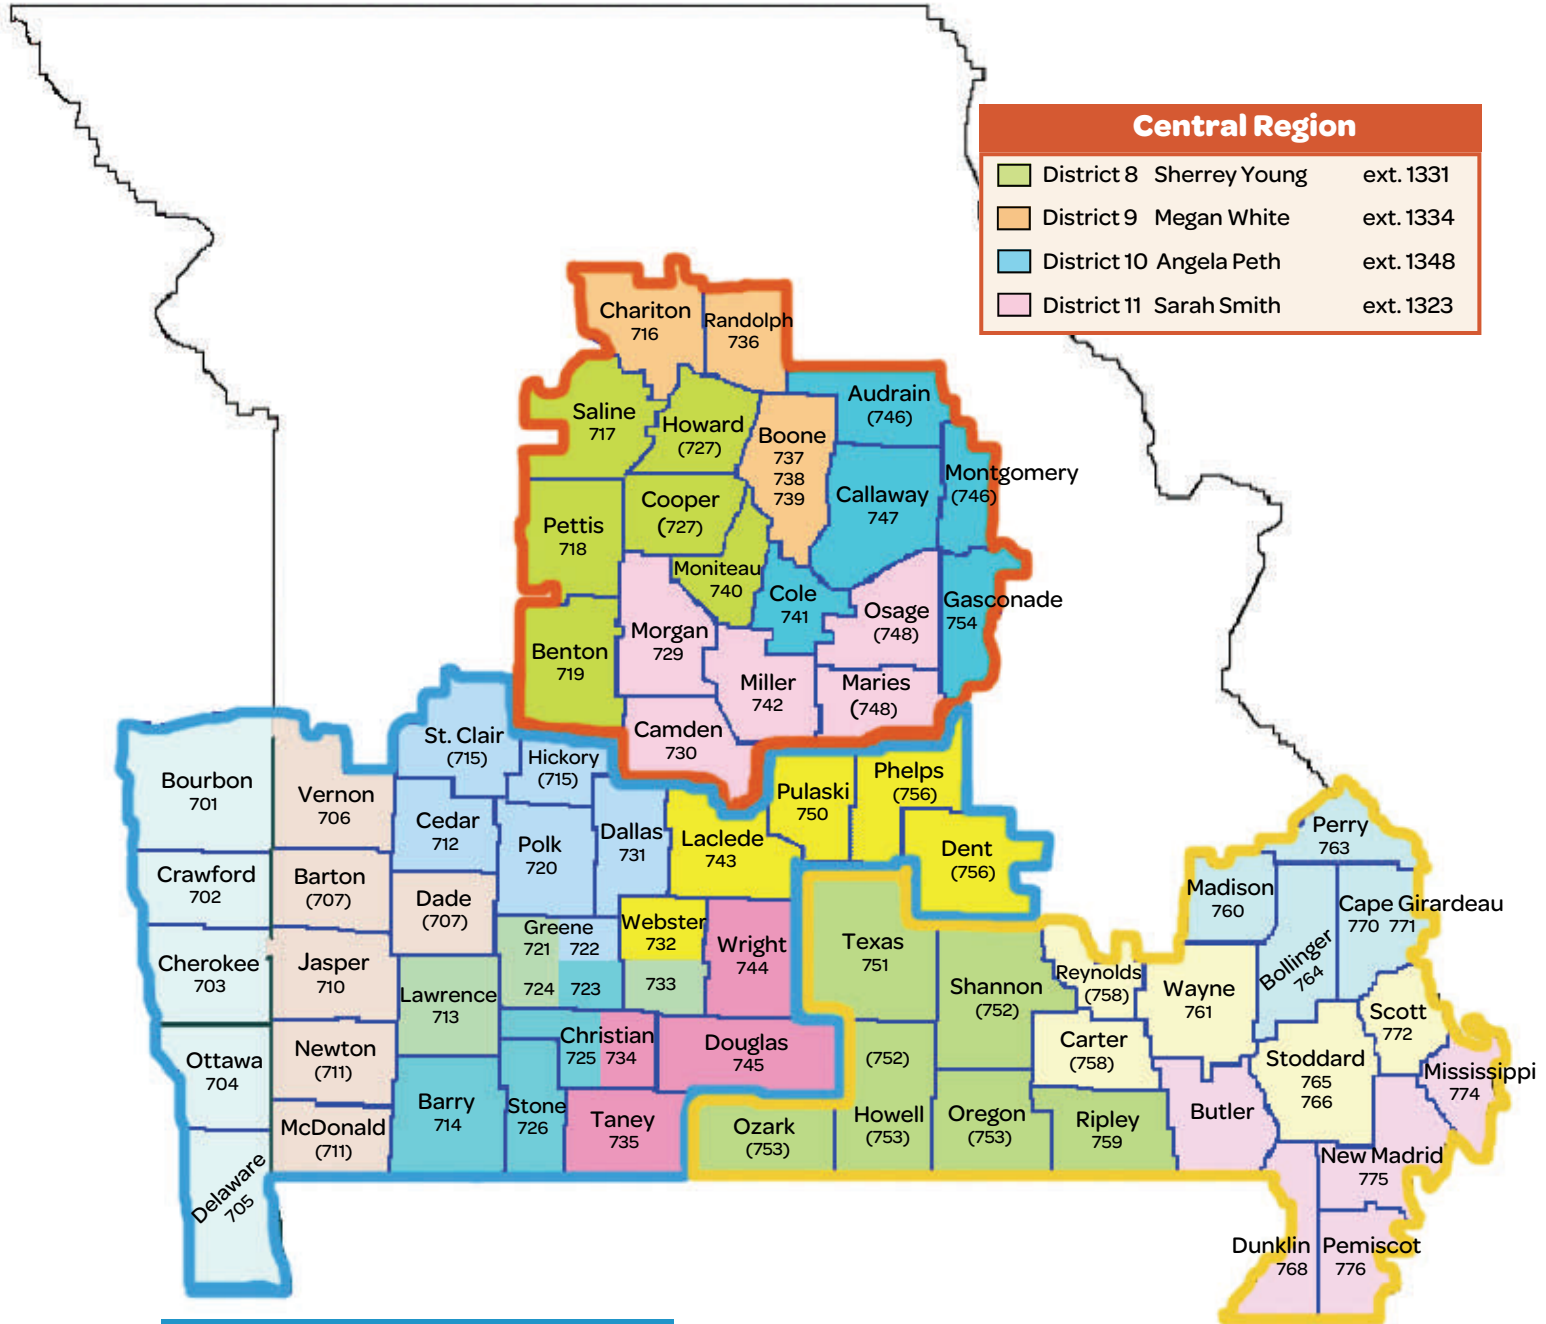 Central Region
District 8 Sherrey Young ext. 1331
District 9 Megan White ext. 1334
District 10 Angela Peth ext. 1348
District 11 Sarah Smith ext. 1323
Chariton
716
Randolph
736
Saline
717
Howard
(727)
Boone
737
738
739
Audrain
(746)
Montgomery
(746)
Callaway
747
Pettis
718
Cooper
(727)
Moniteau
740
Cole
741
Osage
(748)
Gasconade
754
Benton
719
Morgan
729
Miller
742
Maries
(748)
Camden
730
St. Clair
(715)
Hickory
(715)
Bourbon
701
Vernon
706
Cedar
712
Polk
720
Dallas
731
Laclede
743
Pulaski
750
Phelps
(756)
Dent
(756)
Crawford
702
Barton
(707)
Dade
(707)
Greene
721 722
724 723
Webster
732
733
Wright
744
Cherokee
703
Jasper
710
Lawrence
713
Christian
725 734
Douglas
745
Ottawa
704
Newton
(711)
Barry
714
Stone
726
Taney
735
McDonald
(711)
Delaware
705
Texas
751
Shannon
(752)
Reynolds
(758)
Wayne
761
Carter
(758)
(752)
Howell
(753)
Ozark
(753)
Oregon
(753)
Ripley
759
Butler
Perry
763
Madison
760
Bollinger
764
Cape Girardeau
770 771
Scott
772
Stoddard
765
766
Mississippi
774
New Madrid
775
Dunklin
768
Pemiscot
776